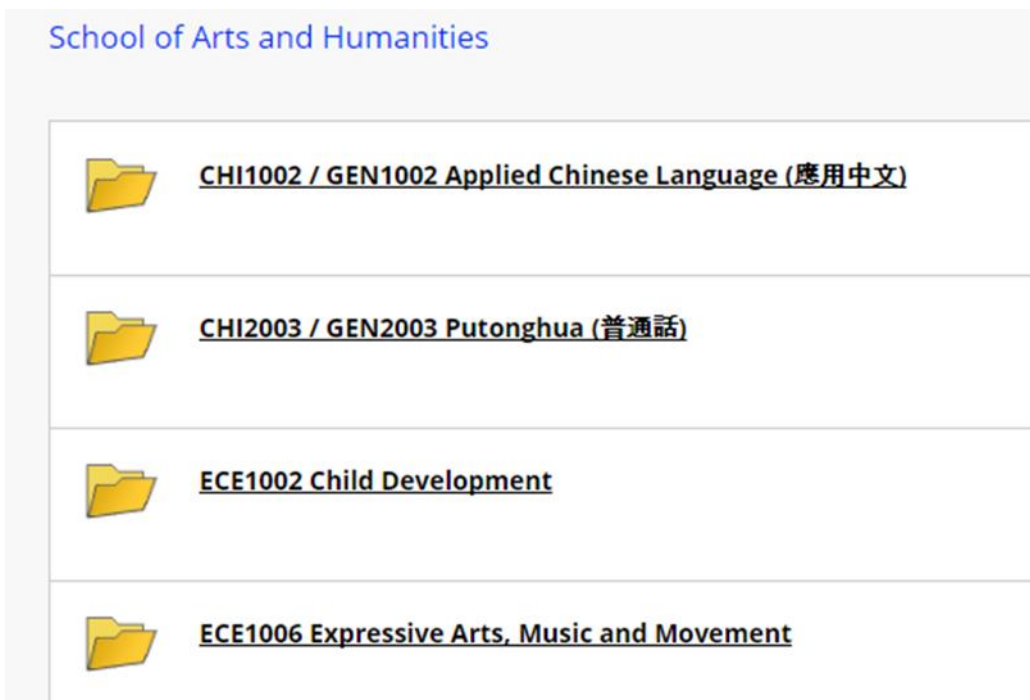 School of Arts and Humanities
CHI1002 / GEN1002 Applied Chinese Language (應用中文)
CHI2003 / GEN2003 Putonghua (普通話)
ECE1002 Child Development
ECE1006 Expressive Arts, Music and Movement